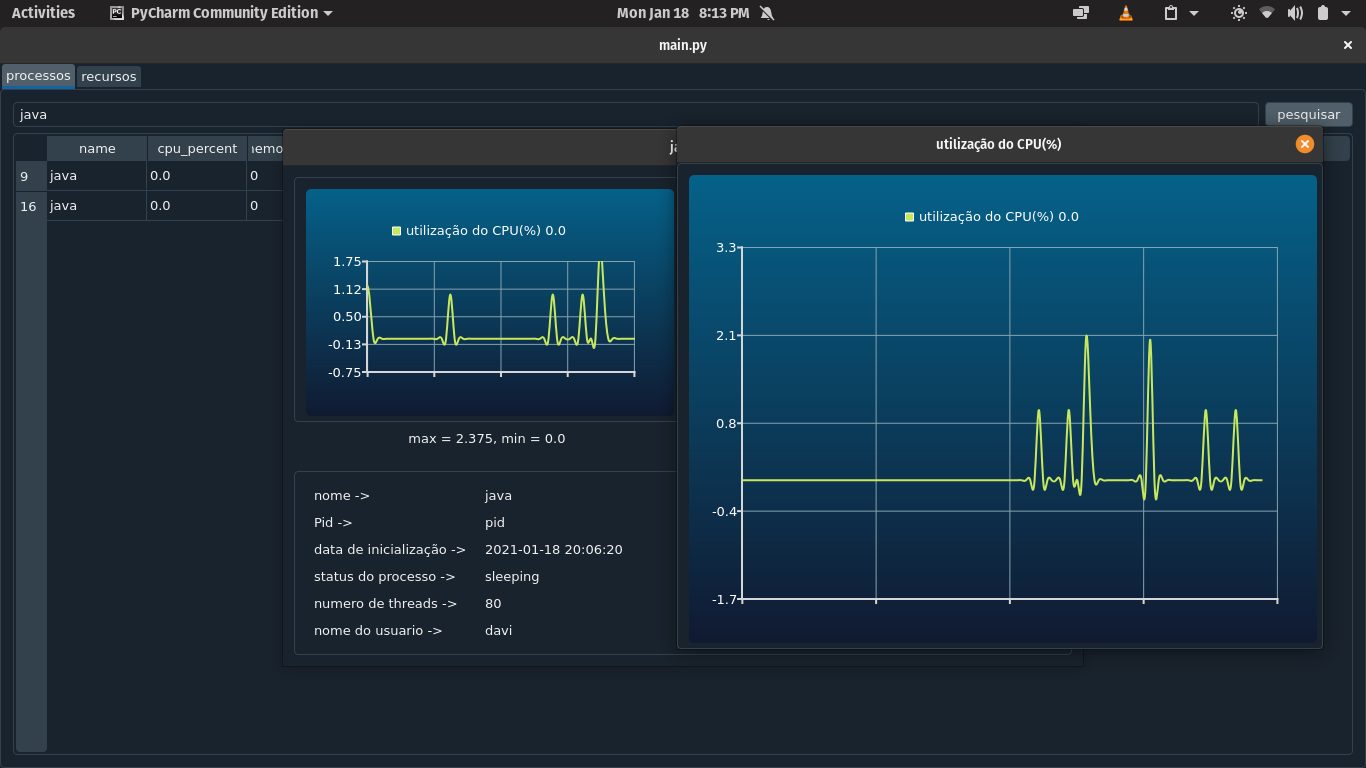 Activities PyCharm Community Edition Mon Jan 18 8:13 PM
main.py
processos recursos
java pesquisar
name cpu_percent
9 java 0.0 0
16 java 0.0 0
utilização do CPU(%) 0.0
1.75
1.12
0.50
-0.13
-0.75
max = 2.375, min = 0.0
nome -> java
Pid -> pid
data de inicialização -> 2021-01-18 20:06:20
status do processo -> sleeping
numero de threads -> 80
nome do usuario -> davi
utilização do CPU(%)
utilização do CPU(%) 0.0
3.3
2.1
0.8
-0.4
-1.7